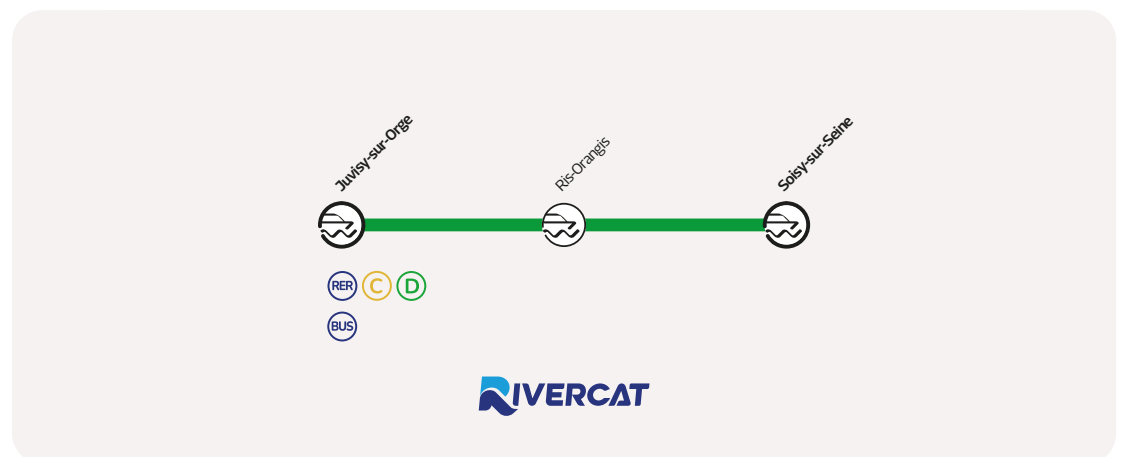 Juvisy-sur-Orge
Ris-Orangis
Soisy-sur-Seine
RER C D
BUS
RIVERCAT